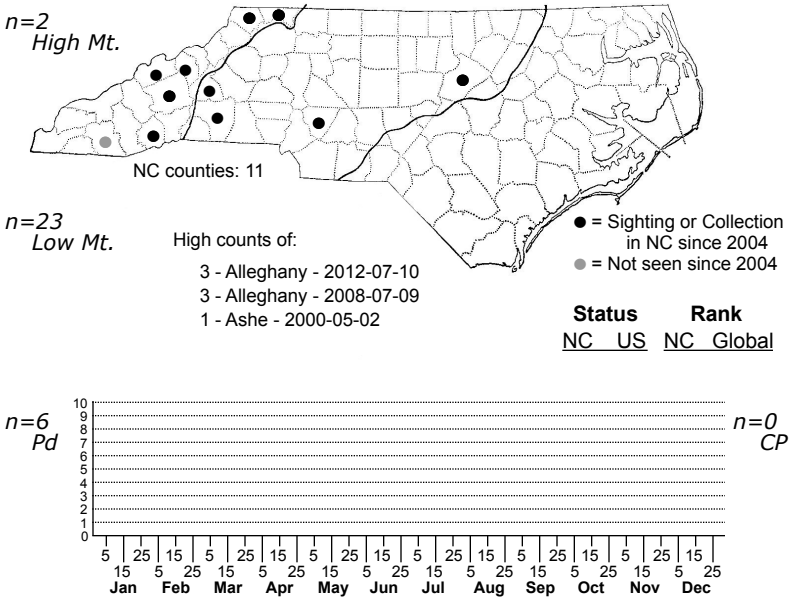 n=2
High Mt.
NC counties: 11
n=23
Low Mt.
High counts of:
3 - Alleghany - 2012-07-10
3 - Alleghany - 2008-07-09
1 - Ashe - 2000-05-02
= Sighting or Collection
in NC since 2004
= Not seen since 2004
Status Rank
NC US NC Global
n=6
Pd
n=0
CP
10
9
8
7
6
5
4
3
2
1
0
5 25 15 5 25 15 5 25 15 5 25 15 5 25 15 5 25 15
15 5 25 15 5 25 15 5 25 15 5 25 15 5 25 15 5 25
Jan Feb Mar Apr May Jun Jul Aug Sep Oct Nov Dec